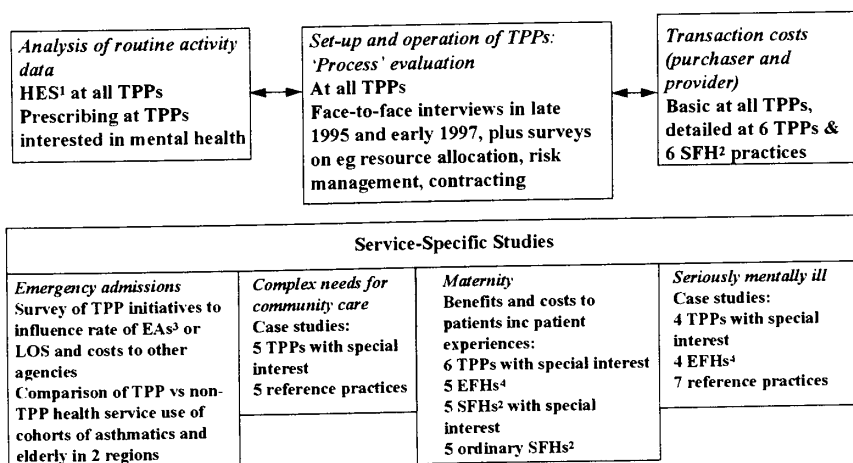 Analysis of routine activity
data
HES¹ at all TPPs
Prescribing at TPPs
interested in mental health
Set-up and operation of TPPs:
‘Process’ evaluation
At all TPPs
Face-to-face interviews in late
1995 and early 1997, plus surveys
on eg resource allocation, risk
management, contracting
Transaction costs
(purchaser and
provider)
Basic at all TPPs,
detailed at 6 TPPs &
6 SFH² practices
Service-Specific Studies
Emergency admissions
Survey of TPP initiatives to
influence rate of EAs³ or
LOS and costs to other
agencies
Comparison of TPP vs non-
TPP health service use of
cohorts of asthmatics and
elderly in 2 regions
Complex needs for
community care
Case studies:
5 TPPs with special
interest
5 reference practices
Maternity
Benefits and costs to
patients inc patient
experiences:
6 TPPs with special interest
5 EFHs⁴
5 SFHs² with special
interest
5 ordinary SFHs²
Seriously mentally ill
Case studies:
4 TPPs with special
interest
4 EFHs⁴
7 reference practices